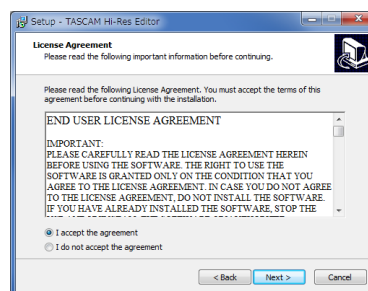 Setup - TASCAM Hi-Res Editor
License Agreement
Please read the following important information before continuing.
Please read the following License Agreement. You must accept the terms of this
agreement before continuing with the installation.
END USER LICENSE AGREEMENT
IMPORTANT:
PLEASE CAREFULLY READ THE LICENSE AGREEMENT HEREIN
BEFORE USING THE SOFTWARE. THE RIGHT TO USE THE
SOFTWARE IS GRANTED ONLY ON THE CONDITION THAT YOU
AGREE TO THE LICENSE AGREEMENT. IN CASE YOU DO NOT AGREE
TO THE LICENSE AGREEMENT, DO NOT INSTALL THE SOFTWARE.
IF YOU HAVE ALREADY INSTALLED THE SOFTWARE, STOP THE
I accept the agreement
I do not accept the agreement
< Back
Next >
Cancel